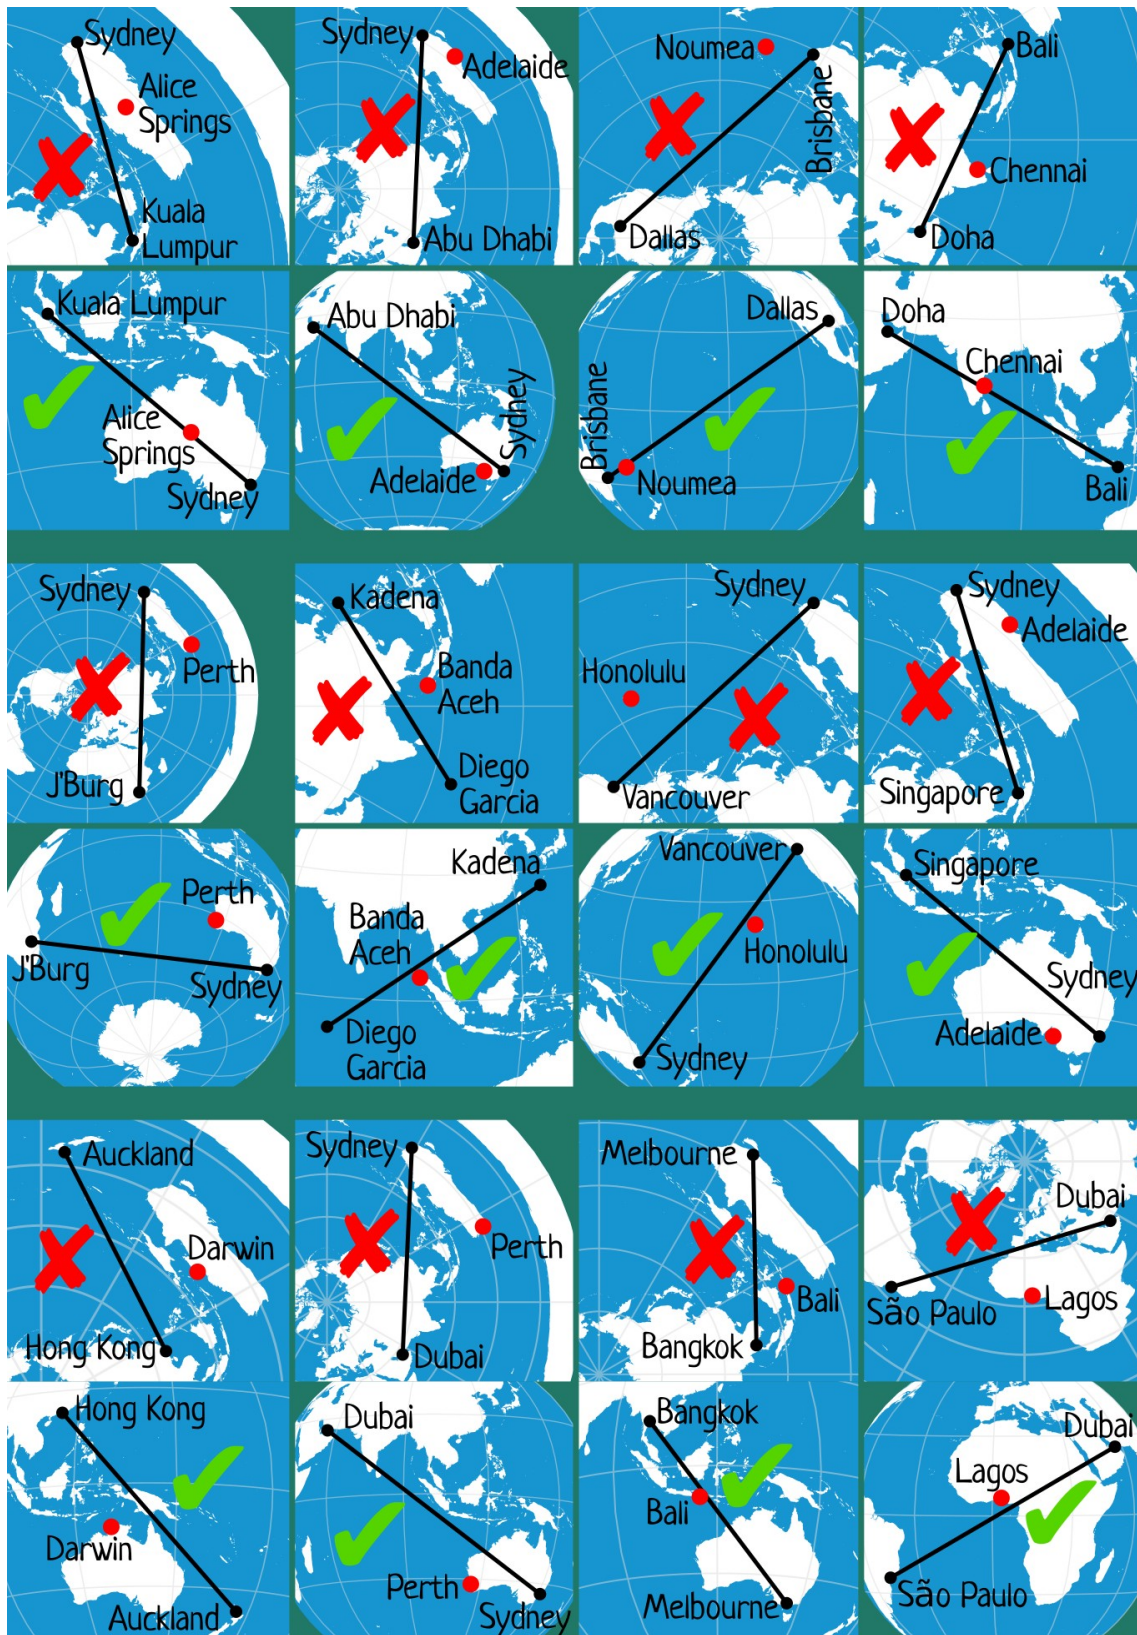 Sydney
Alice
Springs
Kuala
Lumpur
Sydney
Adelaide
Abu Dhabi
Noumea
Brisbane
Dallas
Bali
Chennai
Doha
Kuala Lumpur
Alice
Springs
Sydney
Abu Dhabi
Sydney
Adelaide
Dallas
Brisbane
Noumea
Doha
Chennai
Bali
Sydney
Perth
J'Burg
Kadena
Banda
Aceh
Diego
Garcia
Sydney
Honolulu
Vancouver
Sydney
Adelaide
Singapore
Perth
J'Burg
Sydney
Kadena
Banda
Aceh
Diego
Garcia
Vancouver
Honolulu
Sydney
Singapore
Sydney
Adelaide
Auckland
Darwin
Hong Kong
Sydney
Perth
Dubai
Melbourne
Bali
Bangkok
Dubai
São Paulo
Lagos
Hong Kong
Darwin
Auckland
Dubai
Perth
Sydney
Bangkok
Bali
Melbourne
Dubai
Lagos
São Paulo